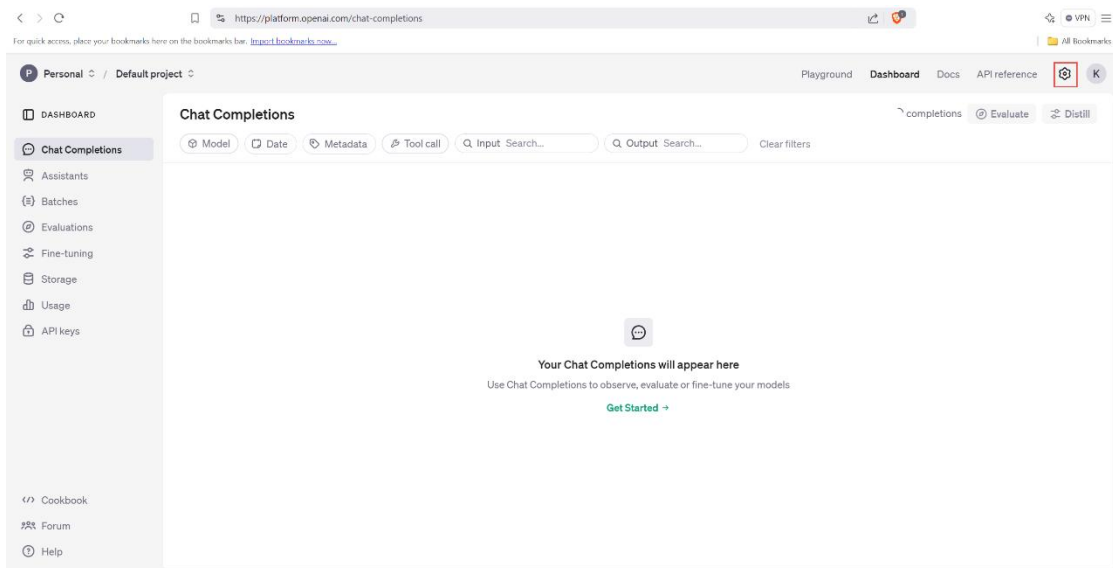 https://platform.openai.com/chat-completions
VPN
For quick access, place your bookmarks here on the bookmarks bar. Import bookmarks now...
All Bookmarks
P Personal / Default project
Playground Dashboard Docs API reference K
DASHBOARD
Chat Completions
Assistants
Batches
Evaluations
Fine-tuning
Storage
Usage
API keys
Cookbook
Forum
Help
Chat Completions
completions Evaluate Distill
Model Date Metadata Tool call Input Search... Output Search... Clear filters
Your Chat Completions will appear here
Use Chat Completions to observe, evaluate or fine-tune your models
Get Started →